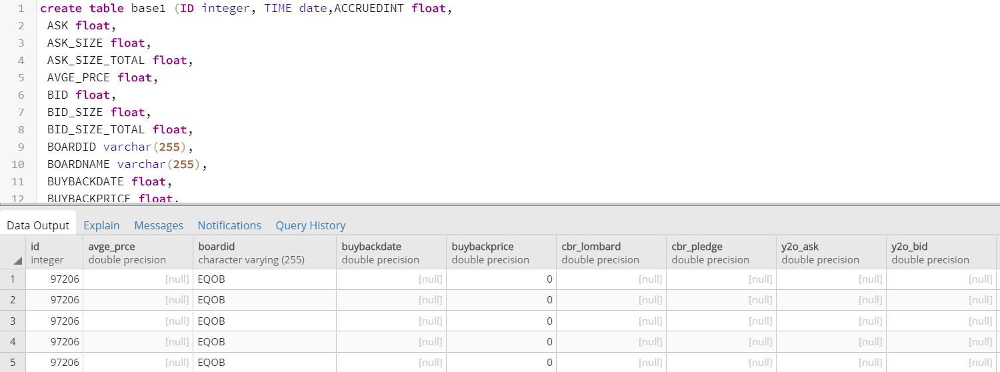 1 create table base1 (ID integer, TIME date,ACCRUEDINT float,
2 ASK float,
3 ASK_SIZE float,
4 ASK_SIZE_TOTAL float,
5 AVGE_PRCE float,
6 BID float,
7 BID_SIZE float,
8 BID_SIZE_TOTAL float,
9 BOARDID varchar(255),
10 BOARDNAME varchar(255),
11 BUYBACKDATE float,
12 BUYBACKPRICE float,
Data Output Explain Messages Notifications Query History
id avge_prce boardid buybackdate buybackprice cbr_lombard cbr_pledge y2o_ask y2o_bid
integer double precision character varying (255) double precision double precision double precision double precision double precision double precision
1 97206 [null] EQOB [null] 0 [null] [null] [null] [null]
2 97206 [null] EQOB [null] 0 [null] [null] [null] [null]
3 97206 [null] EQOB [null] 0 [null] [null] [null] [null]
4 97206 [null] EQOB [null] 0 [null] [null] [null] [null]
5 97206 [null] EQOB [null] 0 [null] [null] [null] [null]